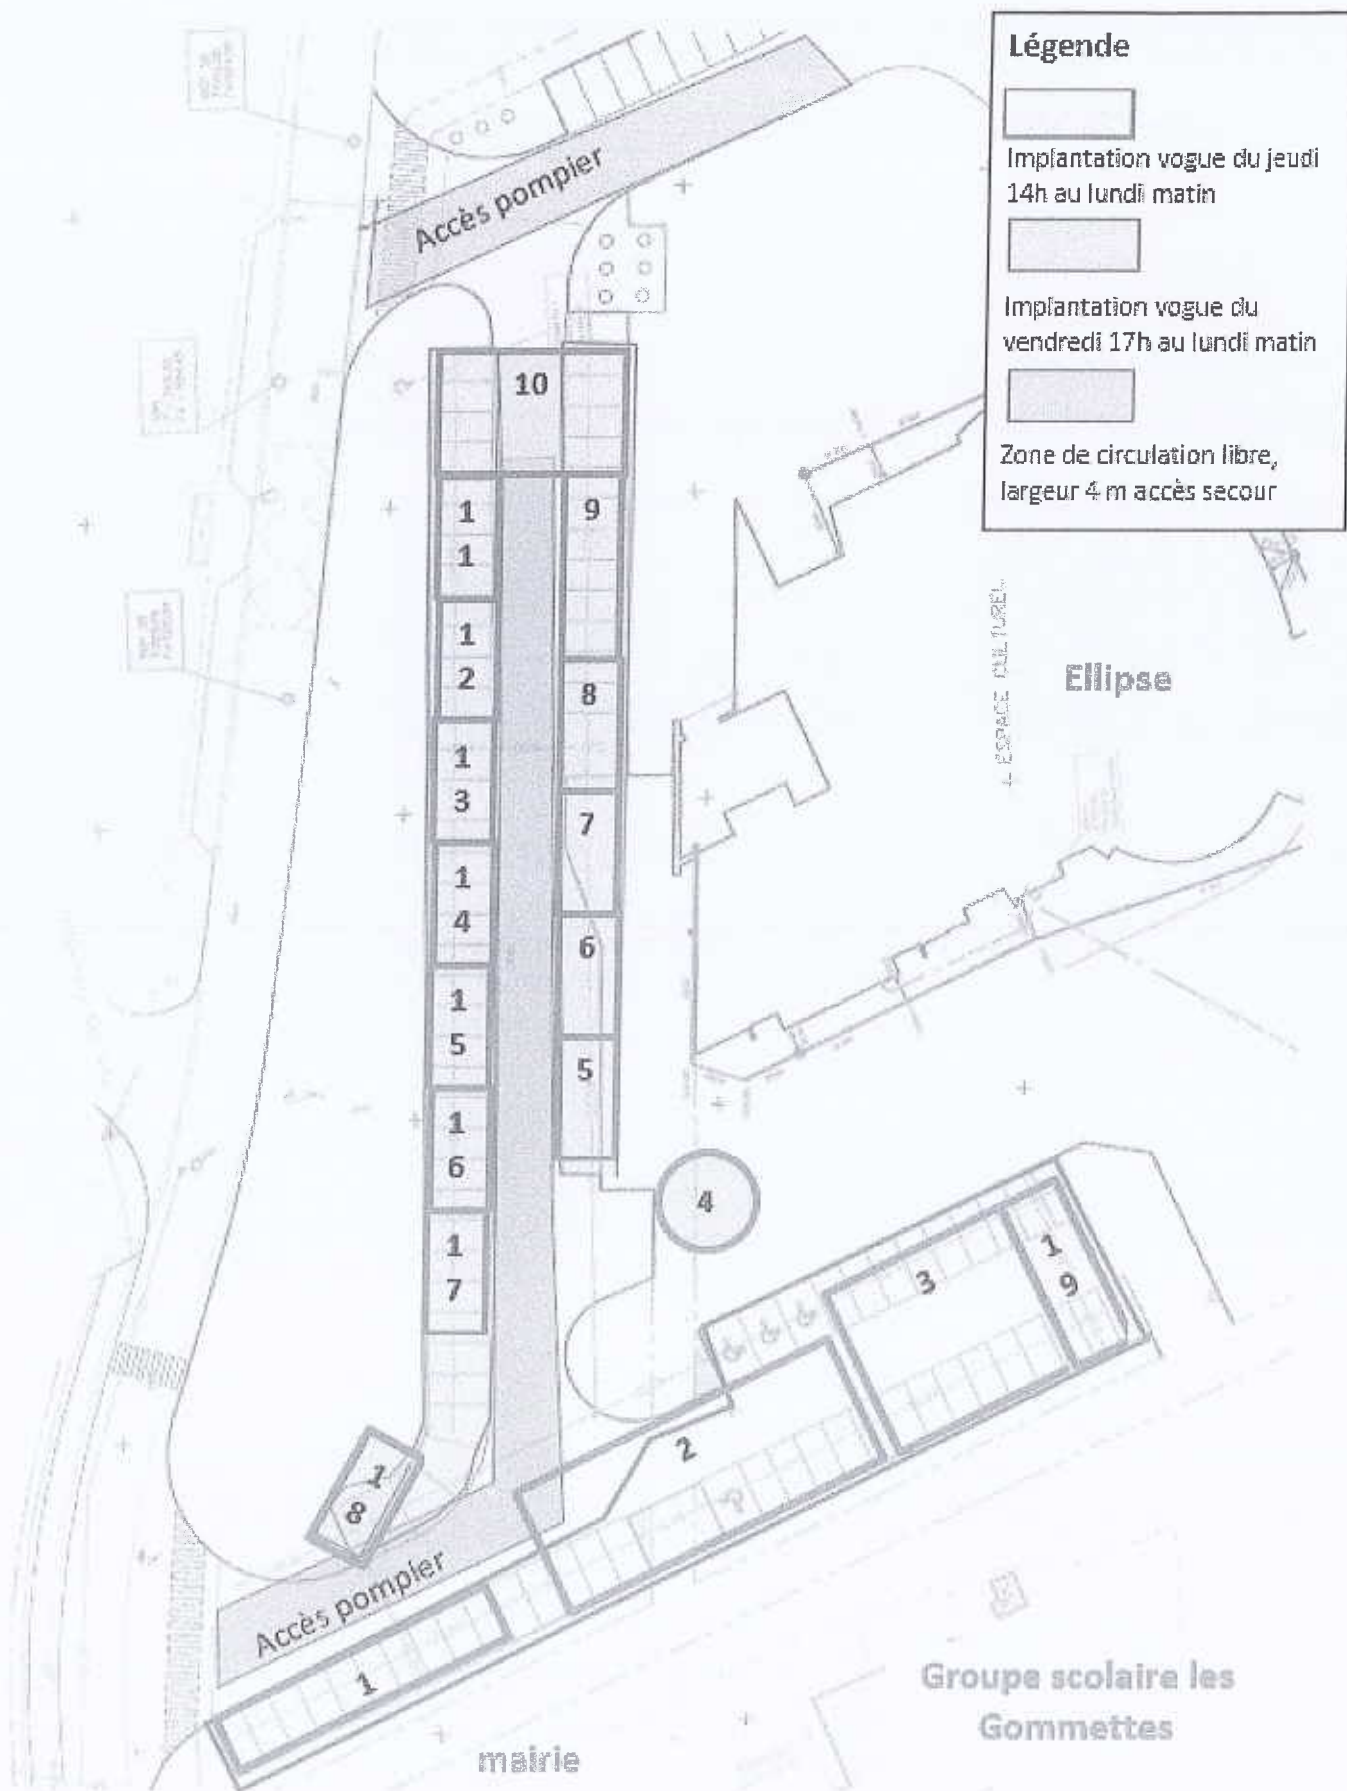 Légende
Implantation vogue du jeudi
14h au lundi matin
Implantation vogue du
vendredi 17h au lundi matin
Zone de circulation libre,
largeur 4 m accès secour
Accès pompier
10
1
1
9
1
2
8
1
3
7
1
4
6
1
5
5
1
6
4
1
7
3
1
9
2
1
8
Accès pompier
1
L'ESPACE CULTUREL
Ellipse
Groupe scolaire les
Gommettes
mairie